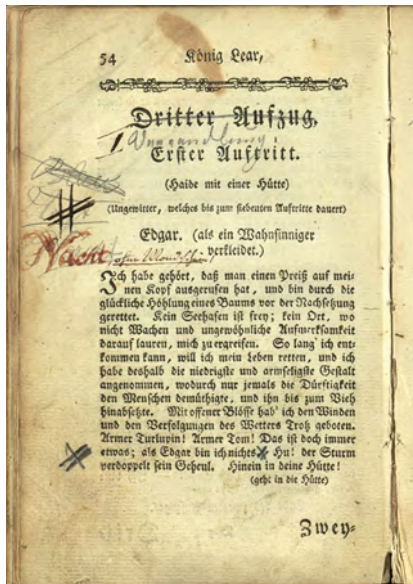 54
König Lear,
Dritter Aufzug.
I Verwandlung
Erster Auftritt.
(Haide mit einer Hütte)
(Ungewitter, welches bis zum siebenten Auftritte dauert)
Edgar. (als ein Wahnsinniger
Nacht (ohne Mondschein) verkleidet.)
Ich habe gehört, daß man einen Preiß auf mei-
nen Kopf ausgerufen hat, und bin durch die
glückliche Höhlung eines Baums vor der Nachsetzung
gerettet. Kein Seehafen ist frey; kein Ort, wo
nicht Wachen und ungewöhnliche Aufmerksamkeit
darauf lauren, mich zu ergreifen. So lang' ich ent-
kommen kann, will ich mein Leben retten, und ich
habe deshalb die niedrigste und armseligste Gestalt
angenommen, wodurch nur jemals die Dürftigkeit
den Menschen demüthigte, und ihn bis zum Vieh
hinabsetzte. Mit offener Blösse hab' ich den Winden
und den Verfolgungen des Wetters Trotz geboten.
Armer Turlupin! Armer Tom! Das ist doch immer
etwas; als Edgar bin ich nichts. Hu! der Sturm
verdoppelt sein Geheul. Hinein in deine Hütte!
(geht in die Hütte)
Zwey-